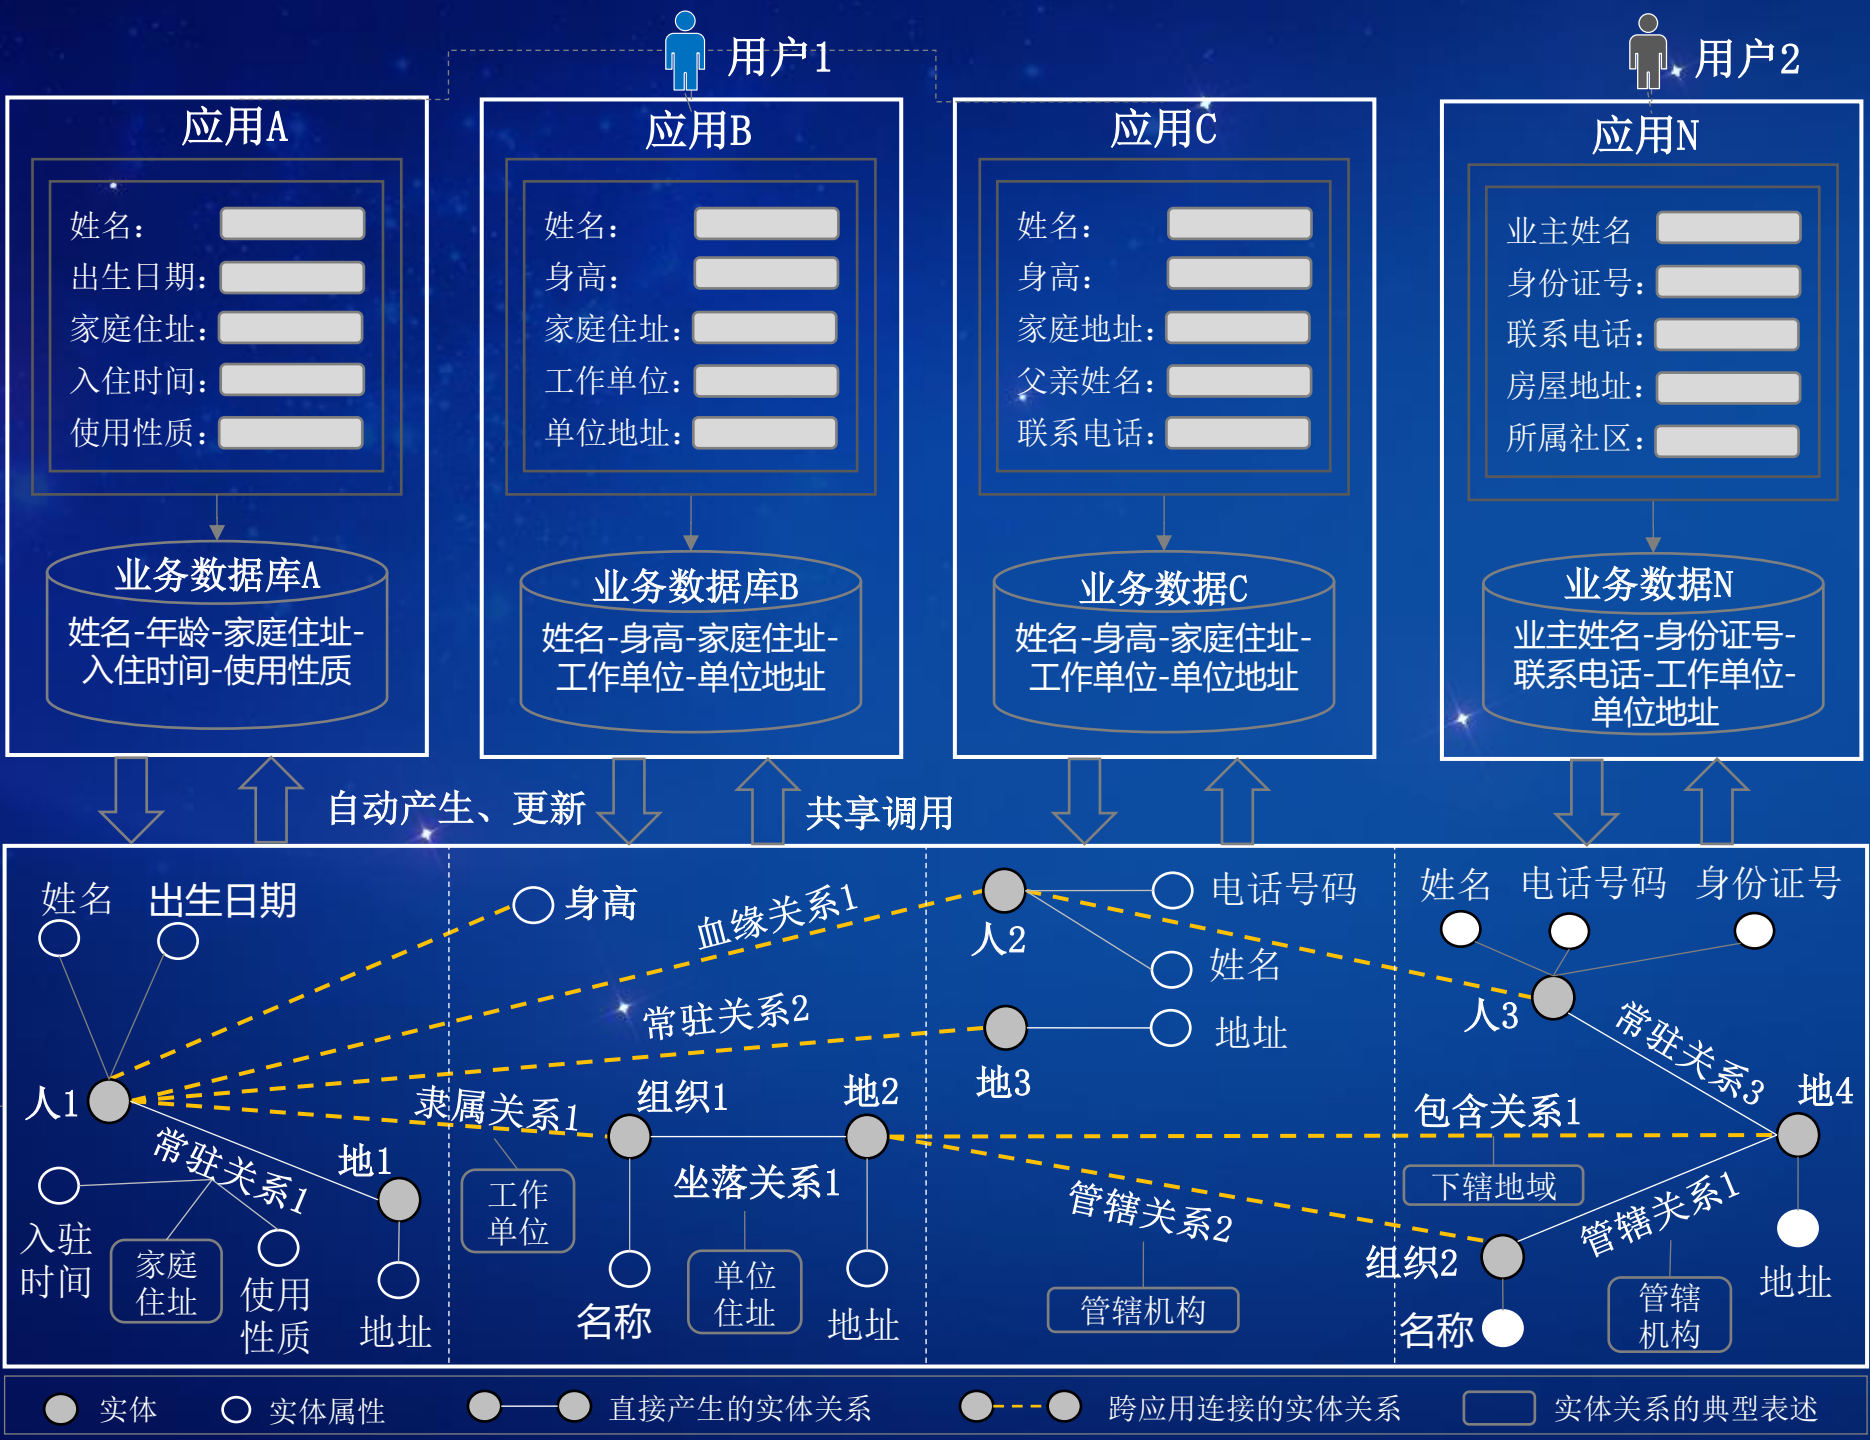 用户1
用户2
应用A
姓名：
出生日期：
家庭住址：
入住时间：
使用性质：
业务数据库A
姓名-年龄-家庭住址-
入住时间-使用性质
应用B
姓名：
身高：
家庭住址：
工作单位：
单位地址：
业务数据库B
姓名-身高-家庭住址-
工作单位-单位地址
应用C
姓名：
身高：
家庭地址：
父亲姓名：
联系电话：
业务数据C
姓名-身高-家庭住址-
工作单位-单位地址
应用N
业主姓名
身份证号：
联系电话：
房屋地址：
所属社区：
业务数据N
业主姓名-身份证号-
联系电话-工作单位-
单位地址
自动产生、更新
共享调用
姓名
出生日期
人1
常驻关系1
地1
入驻
时间
家庭
住址
使用
性质
地址
身高
血缘关系1
常驻关系2
隶属关系1
组织1
地2
工作
单位
坐落关系1
单位
住址
名称
地址
人2
电话号码
姓名
地3
地址
管辖关系2
管辖机构
姓名
电话号码
身份证号
人3
常驻关系3
地4
包含关系1
下辖地域
管辖关系1
组织2
名称
管辖
机构
地址
实体
实体属性
直接产生的实体关系
跨应用连接的实体关系
实体关系的典型表述